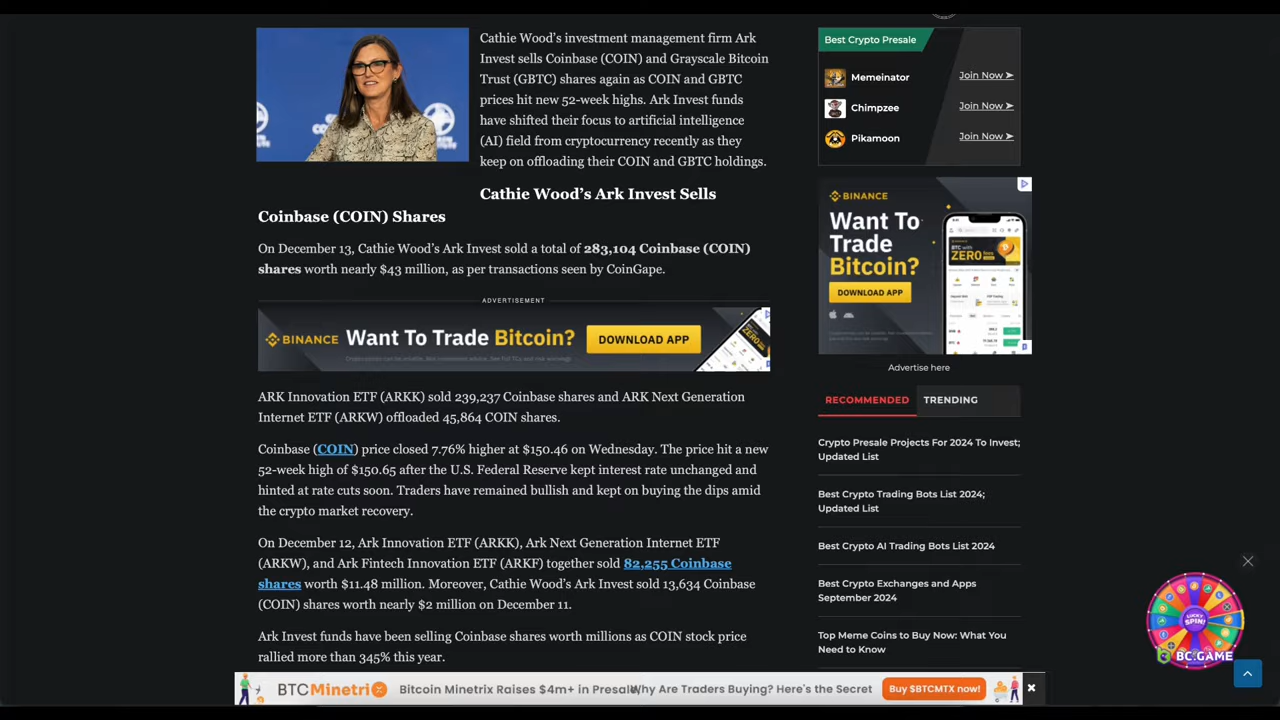 Cathie Wood's investment management firm Ark
Invest sells Coinbase (COIN) and Grayscale Bitcoin
Trust (GBTC) shares again as COIN and GBTC
prices hit new 52-week highs. Ark Invest funds
have shifted their focus to artificial intelligence
(AI) field from cryptocurrency recently as they
keep on offloading their COIN and GBTC holdings.
Cathie Wood's Ark Invest Sells
Coinbase (COIN) Shares
On December 13, Cathie Wood's Ark Invest sold a total of 283,104 Coinbase (COIN)
shares worth nearly $43 million, as per transactions seen by CoinGape.
ADVERTISEMENT
BINANCE Want To Trade Bitcoin? DOWNLOAD APP
ARK Innovation ETF (ARKK) sold 239,237 Coinbase shares and ARK Next Generation
Internet ETF (ARKW) offloaded 45,864 COIN shares.
Coinbase (COIN) price closed 7.76% higher at $150.46 on Wednesday. The price hit a new
52-week high of $150.65 after the U.S. Federal Reserve kept interest rate unchanged and
hinted at rate cuts soon. Traders have remained bullish and kept on buying the dips amid
the crypto market recovery.
On December 12, Ark Innovation ETF (ARKK), Ark Next Generation Internet ETF
(ARKW), and Ark Fintech Innovation ETF (ARKF) together sold 82,255 Coinbase
shares worth $11.48 million. Moreover, Cathie Wood's Ark Invest sold 13,634 Coinbase
(COIN) shares worth nearly $2 million on December 11.
Ark Invest funds have been selling Coinbase shares worth millions as COIN stock price
rallied more than 345% this year.
Best Crypto Presale
Memeinator Join Now ➤
Chimpzee Join Now ➤
Pikamoon Join Now ➤
BINANCE
Want To
Trade
Bitcoin?
DOWNLOAD APP
Advertise here
RECOMMENDED TRENDING
Crypto Presale Projects For 2024 To Invest;
Updated List
Best Crypto Trading Bots List 2024;
Updated List
Best Crypto AI Trading Bots List 2024
Best Crypto Exchanges and Apps
September 2024
Top Meme Coins to Buy Now: What You
Need to Know
LUCKY
SPIN!
BC.GAME
BTCMinetrix Bitcoin Minetrix Raises $4m+ in Presale Why Are Traders Buying? Here's the Secret Buy $BTCMTX now!